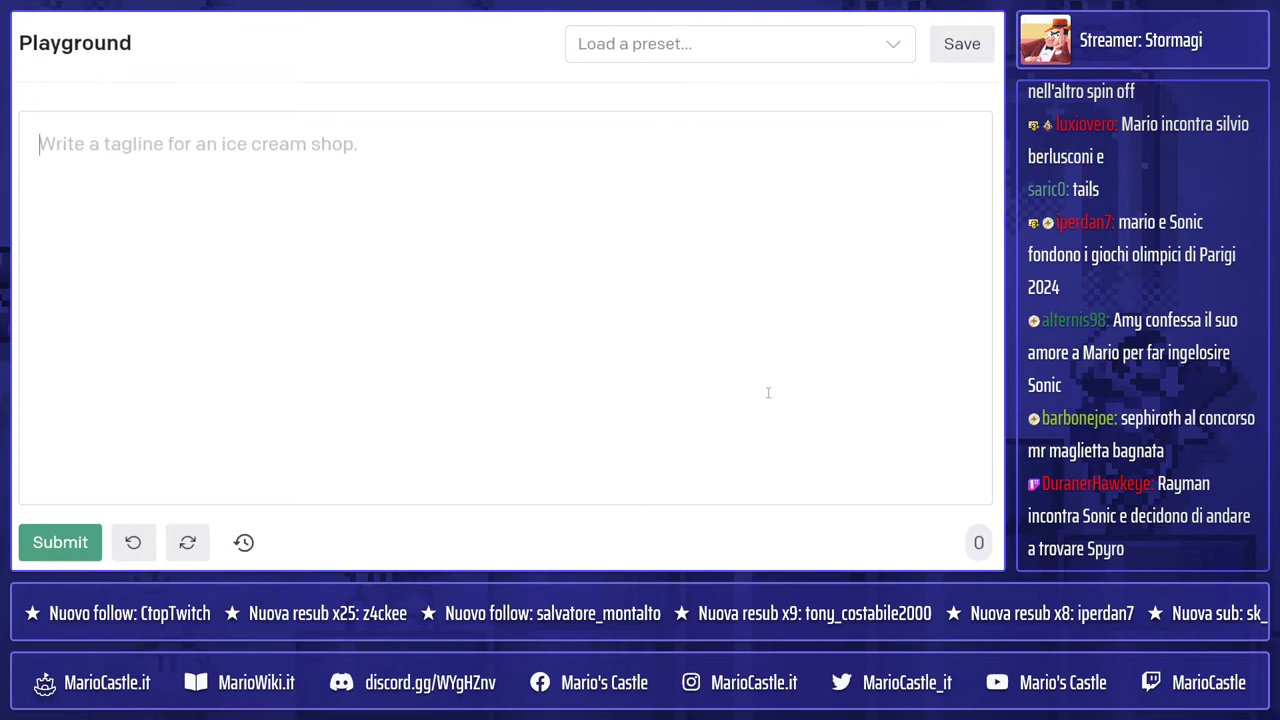 Playground
Load a preset...
Save
Write a tagline for an ice cream shop.
Submit
0
Streamer: Stormagi
nell'altro spin off
luxiovero: Mario incontra silvio
berlusconi e
saric0: tails
iperdan7: mario e Sonic
fondono i giochi olimpici di Parigi
2024
alternis98: Amy confessa il suo
amore a Mario per far ingelosire
Sonic
barbonejoe: sephiroth al concorso
mr maglietta bagnata
DuranerHawkeye: Rayman
incontra Sonic e decidono di andare
a trovare Spyro
★ Nuovo follow: CtopTwitch ★ Nuova resub x25: z4ckee ★ Nuovo follow: salvatore_montalto ★ Nuova resub x9: tony_costabile2000 ★ Nuova resub x8: iperdan7 ★ Nuova sub: sk_
MarioCastle.it MarioWiki.it discord.gg/WYgHZnv Mario's Castle MarioCastle.it MarioCastle_it Mario's Castle MarioCastle